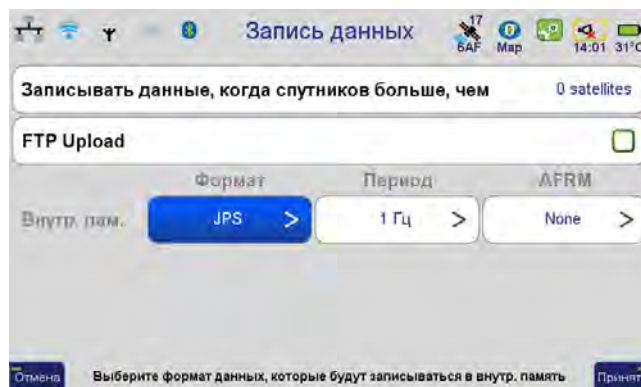 Запись данных
17
6AF
Map
14:01 31°C
Записывать данные, когда спутников больше, чем 0 satellites
FTP Upload
Формат Период AFRM
Внутр. пам. JPS > 1 Гц > None >
Отмена Выберите формат данных, которые будут записываться в внутр. память Принят